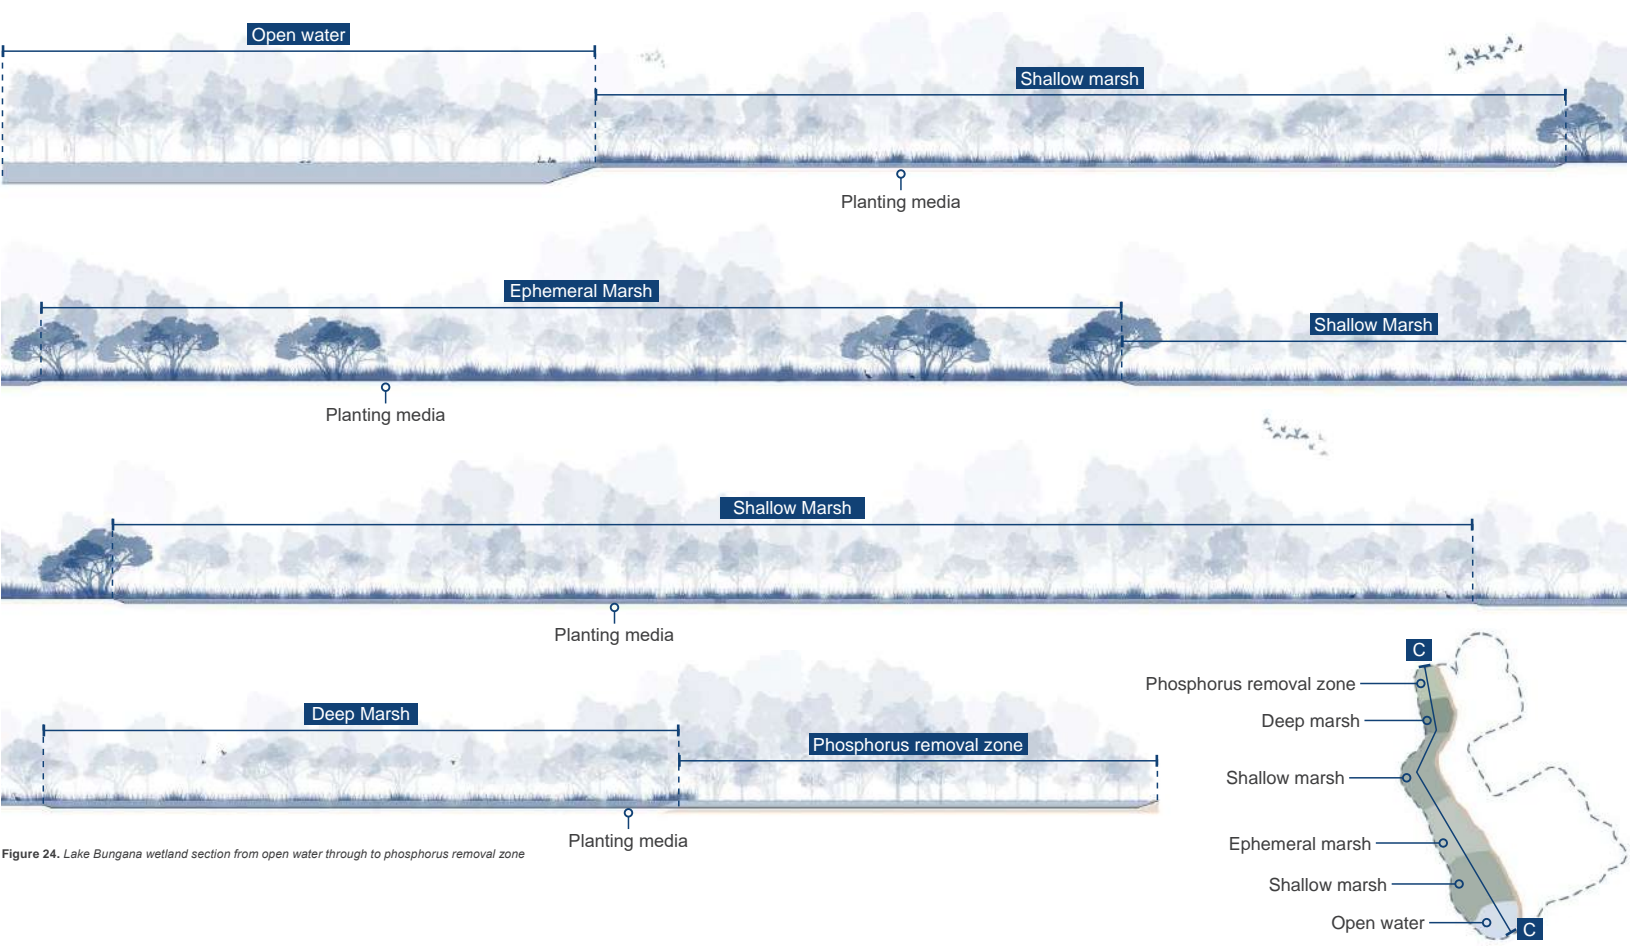 Open water
Shallow marsh
Planting media
Ephemeral Marsh
Shallow Marsh
Planting media
Shallow Marsh
Planting media
Deep Marsh
Phosphorus removal zone
Planting media
Figure 24. Lake Bungana wetland section from open water through to phosphorus removal zone
C
Phosphorus removal zone
Deep marsh
Shallow marsh
Ephemeral marsh
Shallow marsh
Open water
C